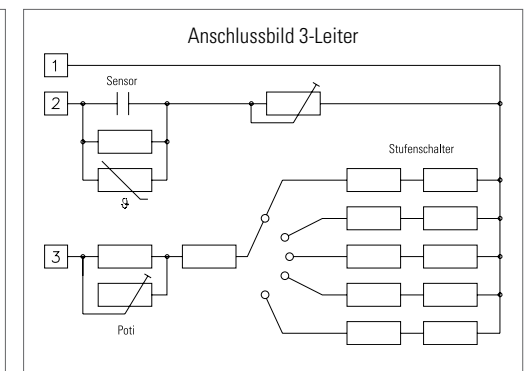 Anschlussbild 3-Leiter
1
Sensor
2
Stufenschalter
ϑ
3
Poti